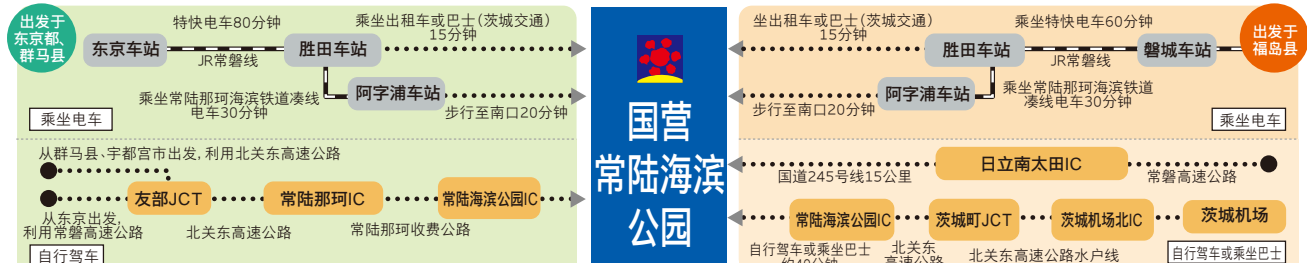 出发于
东京都、
群马县
特快电车80分钟
乘坐出租车或巴士(茨城交通)
15分钟
东京车站
胜田车站
JR常磐线
阿字浦车站
乘坐常陆那珂海滨铁道凑线
电车30分钟
步行至南口20分钟
乘坐电车
从群马县、宇都宫市出发,利用北关东高速公路
友部JCT
常陆那珂IC
常陆海滨公园IC
从东京出发,
利用常磐高速公路
北关东高速公路
常陆那珂收费公路
自行驾车
国营
常陆海滨
公园
坐出租车或巴士(茨城交通)
15分钟
乘坐特快电车60分钟
出发于
福岛县
胜田车站
磐城车站
JR常磐线
阿字浦车站
乘坐常陆那珂海滨铁道
凑线电车30分钟
步行至南口20分钟
乘坐电车
日立南太田IC
国道245号线15公里
常磐高速公路
常陆海滨公园IC
茨城町JCT
茨城机场北IC
茨城机场
自行驾车或乘坐巴士
约40分钟
北关东
高速公路
北关东高速公路水户线
自行驾车或乘坐巴士